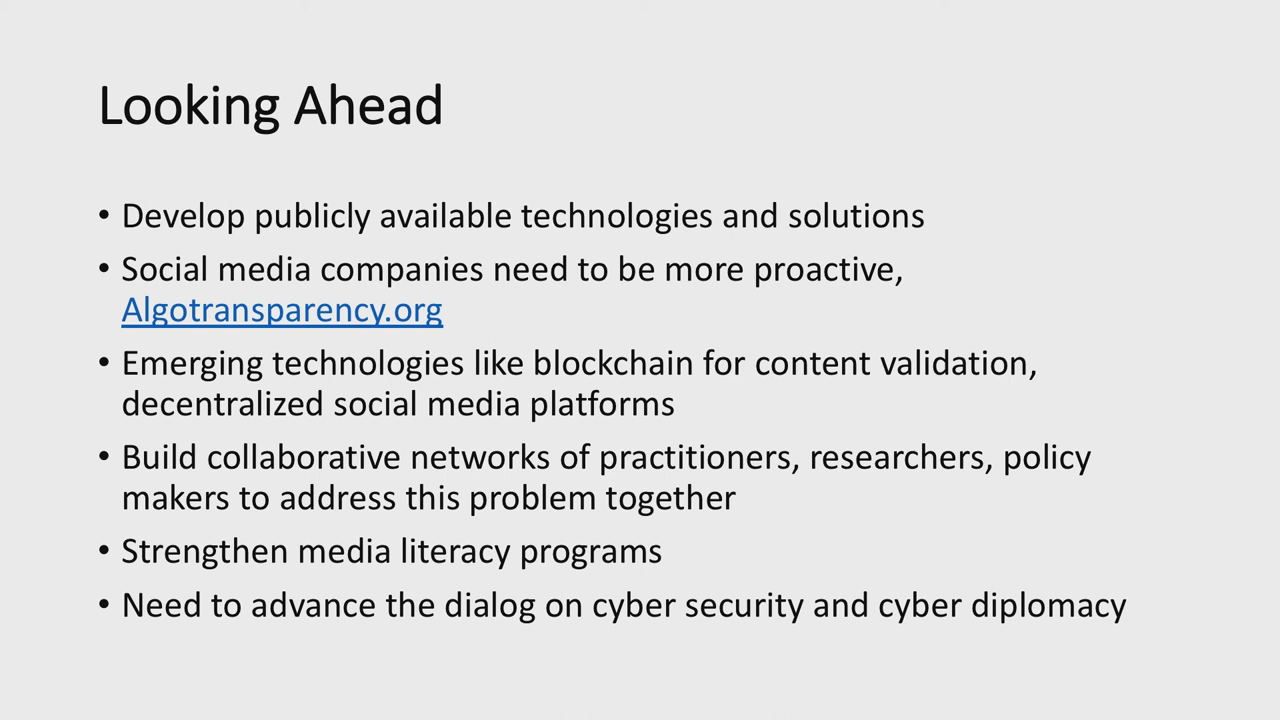 Looking Ahead
• Develop publicly available technologies and solutions
• Social media companies need to be more proactive,
Algotransparency.org
• Emerging technologies like blockchain for content validation,
decentralized social media platforms
• Build collaborative networks of practitioners, researchers, policy
makers to address this problem together
• Strengthen media literacy programs
• Need to advance the dialog on cyber security and cyber diplomacy